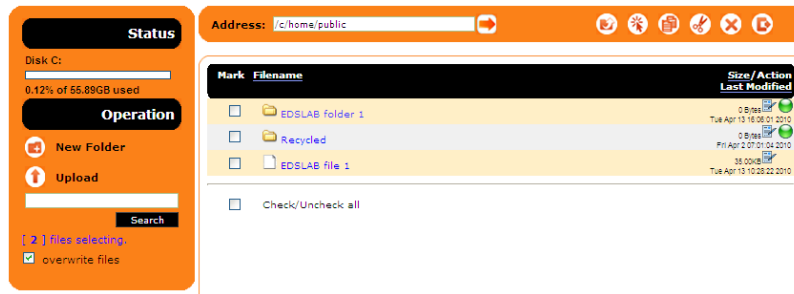 Status
Disk C:
0.12% of 55.89GB used
Operation
New Folder
Upload
Search
[ 2 ] files selecting.
overwrite files
Address: /c/home/public
Mark Filename Size/Action
Last Modified
EDSLAB folder 1 0 Bytes
Tue Apr 13 16:06:01 2010
Recycled 0 Bytes
Fri Apr 2 07:01:04 2010
EDSLAB file 1 35.00KB
Tue Apr 13 10:28:22 2010
Check/Uncheck all